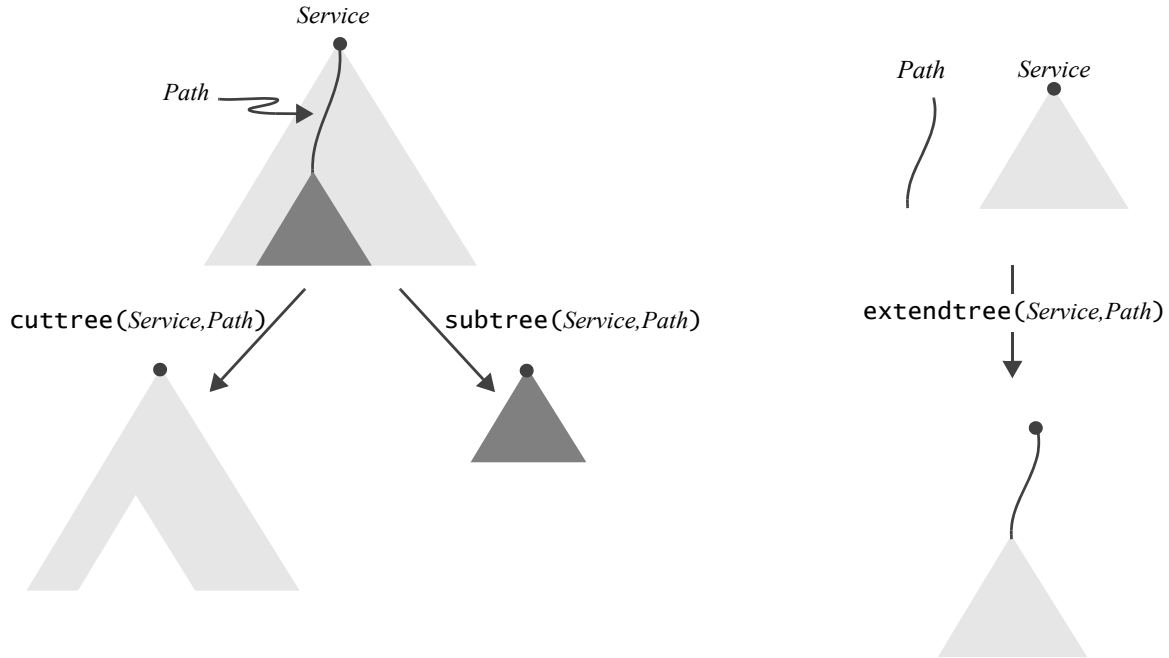 Service
Path
cuttree(Service,Path)
subtree(Service,Path)
Path
Service
extendtree(Service,Path)